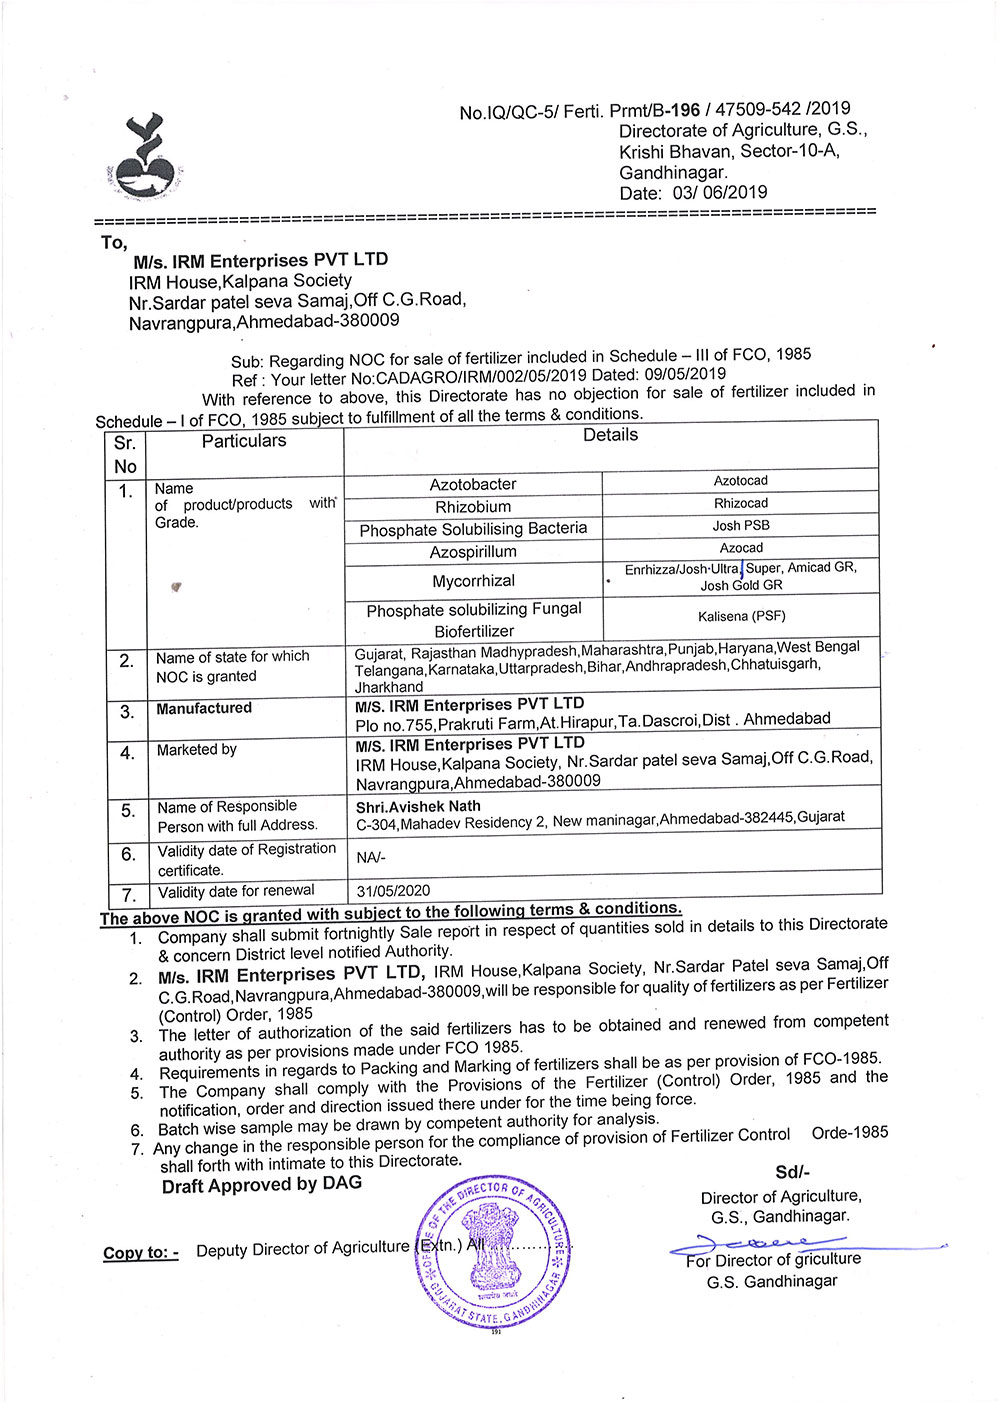 No.IQ/QC-5/ Ferti. Prmt/B-196 / 47509-542 /2019
Directorate of Agriculture, G.S.,
Krishi Bhavan, Sector-10-A,
Gandhinagar.
Date: 03/ 06/2019
To,
M/s. IRM Enterprises PVT LTD
IRM House,Kalpana Society
Nr.Sardar patel seva Samaj,Off C.G.Road,
Navrangpura,Ahmedabad-380009
Sub: Regarding NOC for sale of fertilizer included in Schedule – III of FCO, 1985
Ref : Your letter No:CADAGRO/IRM/002/05/2019 Dated: 09/05/2019
With reference to above, this Directorate has no objection for sale of fertilizer included in
Schedule – I of FCO, 1985 subject to fulfillment of all the terms & conditions.
Sr. No Particulars Details
1. Name
of product/products with
Grade.
Azotobacter Azotocad
Rhizobium Rhizocad
Phosphate Solubilising Bacteria Josh PSB
Azospirillum Azocad
Mycorrhizal Enrhizza/Josh-Ultra, Super, Amicad GR,
Josh Gold GR
Phosphate solubilizing Fungal
Biofertilizer Kalisena (PSF)
2. Name of state for which
NOC is granted
Gujarat, Rajasthan Madhypradesh,Maharashtra,Punjab,Haryana,West Bengal
Telangana,Karnataka,Uttarpradesh,Bihar,Andhrapradesh,Chhatuisgarh,
Jharkhand
3. Manufactured M/S. IRM Enterprises PVT LTD
Plo no.755,Prakruti Farm,At.Hirapur,Ta.Dascroi,Dist . Ahmedabad
4. Marketed by M/S. IRM Enterprises PVT LTD
IRM House,Kalpana Society, Nr.Sardar patel seva Samaj,Off C.G.Road,
Navrangpura,Ahmedabad-380009
5. Name of Responsible
Person with full Address.
Shri.Avishek Nath
C-304,Mahadev Residency 2, New maninagar,Ahmedabad-382445,Gujarat
6. Validity date of Registration
certificate.
NA/-
7. Validity date for renewal 31/05/2020
The above NOC is granted with subject to the following terms & conditions.
1. Company shall submit fortnightly Sale report in respect of quantities sold in details to this Directorate
& concern District level notified Authority.
2. M/s. IRM Enterprises PVT LTD, IRM House,Kalpana Society, Nr.Sardar Patel seva Samaj,Off
C.G.Road,Navrangpura,Ahmedabad-380009,will be responsible for quality of fertilizers as per Fertilizer
(Control) Order, 1985
3. The letter of authorization of the said fertilizers has to be obtained and renewed from competent
authority as per provisions made under FCO 1985.
4. Requirements in regards to Packing and Marking of fertilizers shall be as per provision of FCO-1985.
5. The Company shall comply with the Provisions of the Fertilizer (Control) Order, 1985 and the
notification, order and direction issued there under for the time being force.
6. Batch wise sample may be drawn by competent authority for analysis.
7. Any change in the responsible person for the compliance of provision of Fertilizer Control Orde-1985
shall forth with intimate to this Directorate.
Draft Approved by DAG
Sd/-
Director of Agriculture,
G.S., Gandhinagar.
Copy to: - Deputy Director of Agriculture (Extn.) All ............
For Director of griculture
G.S. Gandhinagar
OFFICE OF THE DIRECTOR OF AGRICULTURE
GUJARAT STATE, GANDHINAGAR
सत्यमेव जयते
191